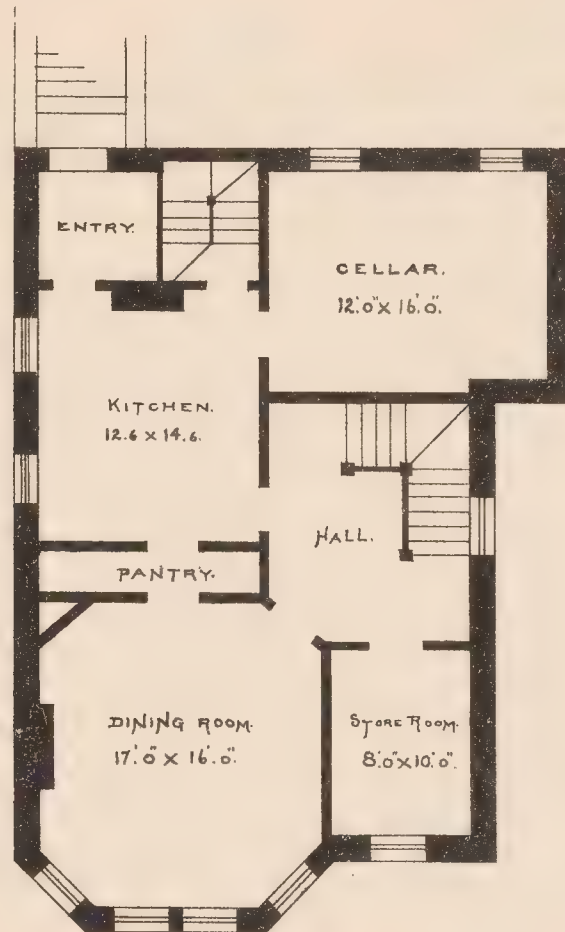 ENTRY.
CELLAR.
12'.0" X 16'.0".
KITCHEN.
12.6 X 14.6.
HALL.
PANTRY.
DINING ROOM.
17'.0" X 16'.0".
STORE ROOM.
8'.0" X 10'.0".